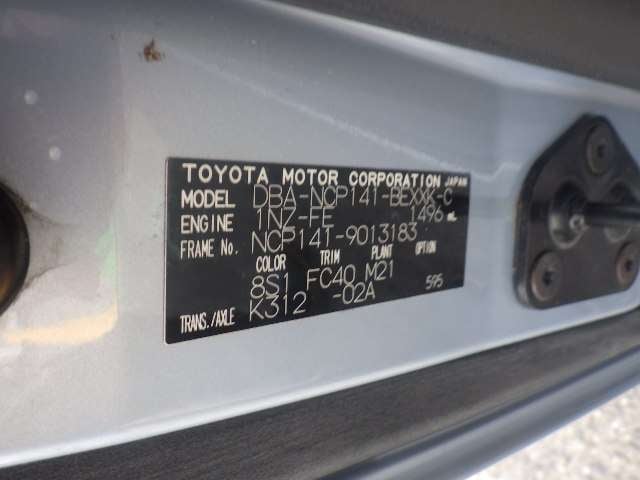 TOYOTA MOTOR CORPORATION JAPAN
MODEL DBA-NCP141-BEXXK-C
ENGINE 1NZ-FE 1496 mL
FRAME No. NCP141-9013183
COLOR TRIM PLANT OPTION
8S1 FC40 M21 595
TRANS./AXLE K312 -02A